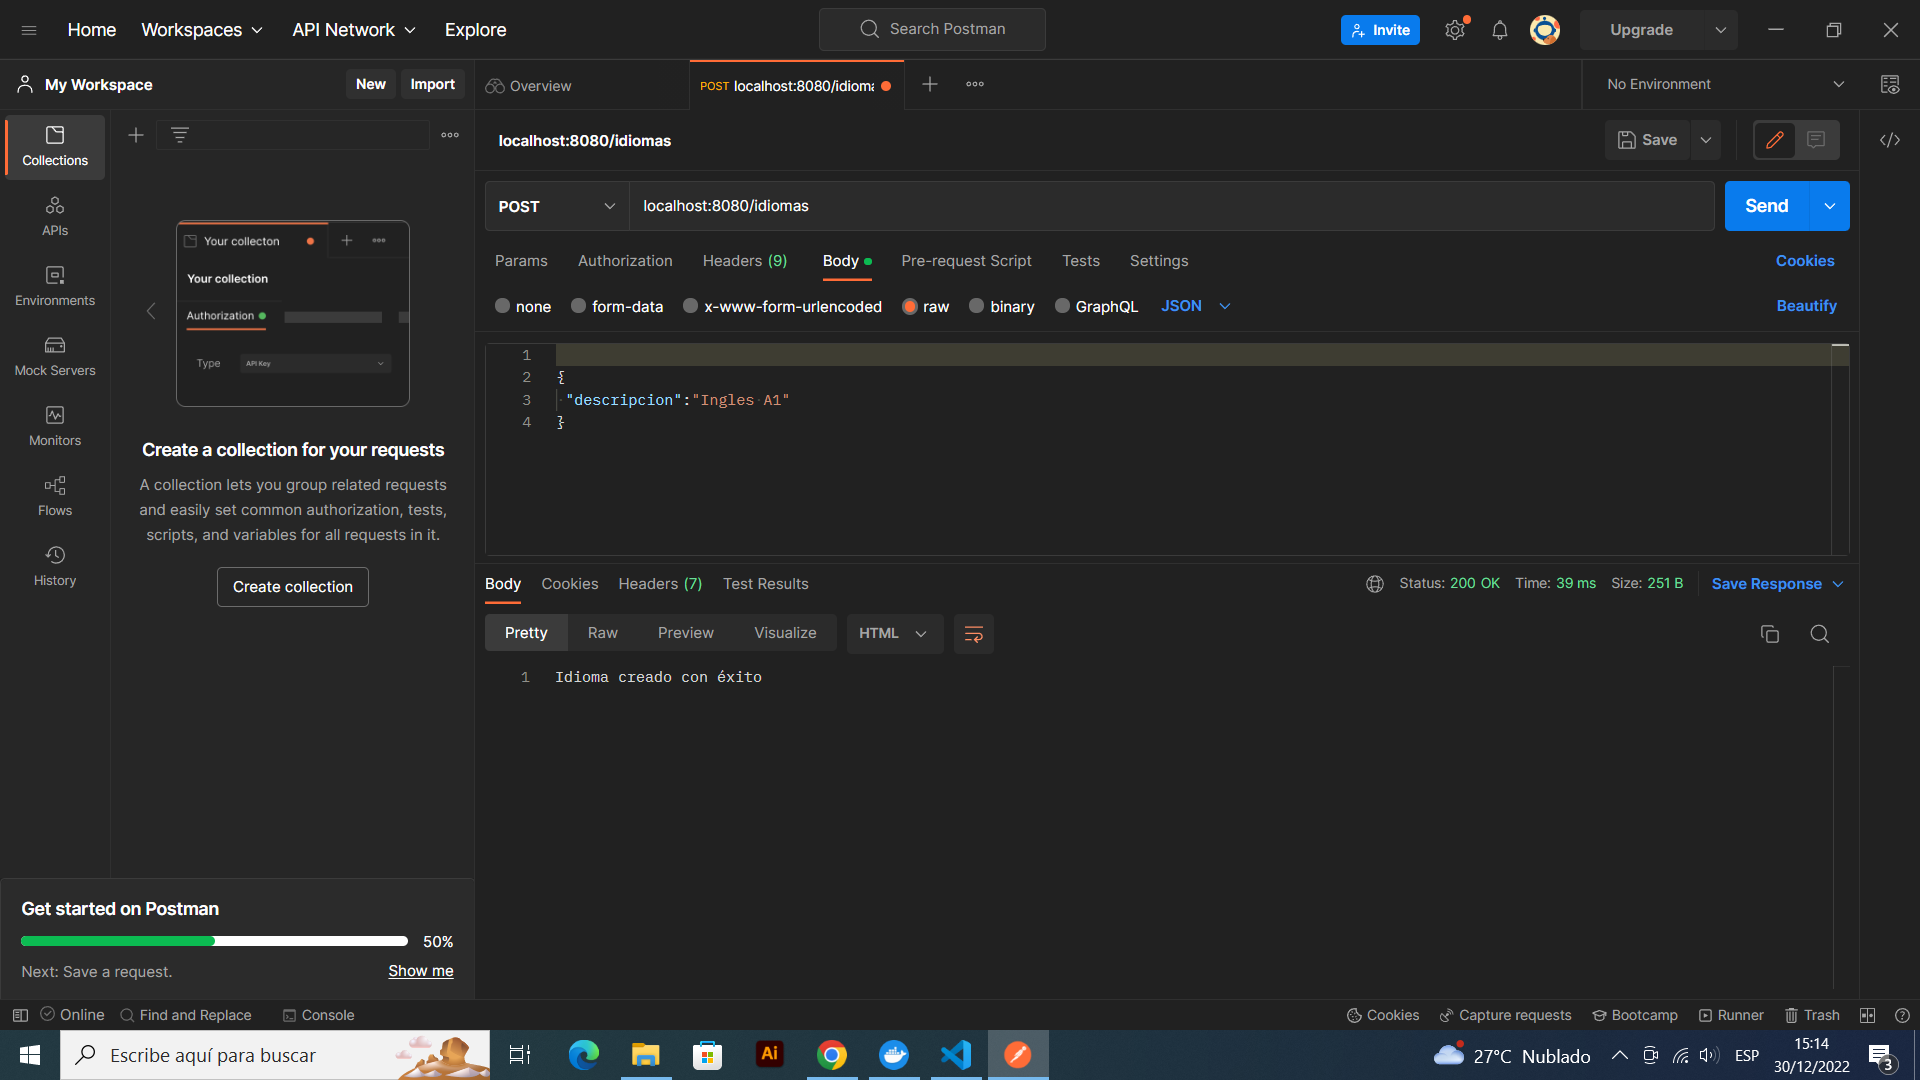 Home Workspaces API Network Explore Search Postman Invite Upgrade
My Workspace New Import Overview POST localhost:8080/idioma No Environment
Collections
APIs
Environments
Mock Servers
Monitors
Flows
History
Your collecton
Your collection
Authorization
Type API Key
Create a collection for your requests
A collection lets you group related requests
and easily set common authorization, tests,
scripts, and variables for all requests in it.
Create collection
Get started on Postman
50%
Next: Save a request. Show me
localhost:8080/idiomas Save
POST localhost:8080/idiomas Send
Params Authorization Headers (9) Body Pre-request Script Tests Settings Cookies
none form-data x-www-form-urlencoded raw binary GraphQL JSON Beautify
1
2 {
3 "descripcion":"Ingles A1"
4 }
Body Cookies Headers (7) Test Results Status: 200 OK Time: 39 ms Size: 251 B Save Response
Pretty Raw Preview Visualize HTML
1 Idioma creado con éxito
Online Find and Replace Console Cookies Capture requests Bootcamp Runner Trash
Escribe aquí para buscar Ai 27°C Nublado ESP 15:14
30/12/2022 3